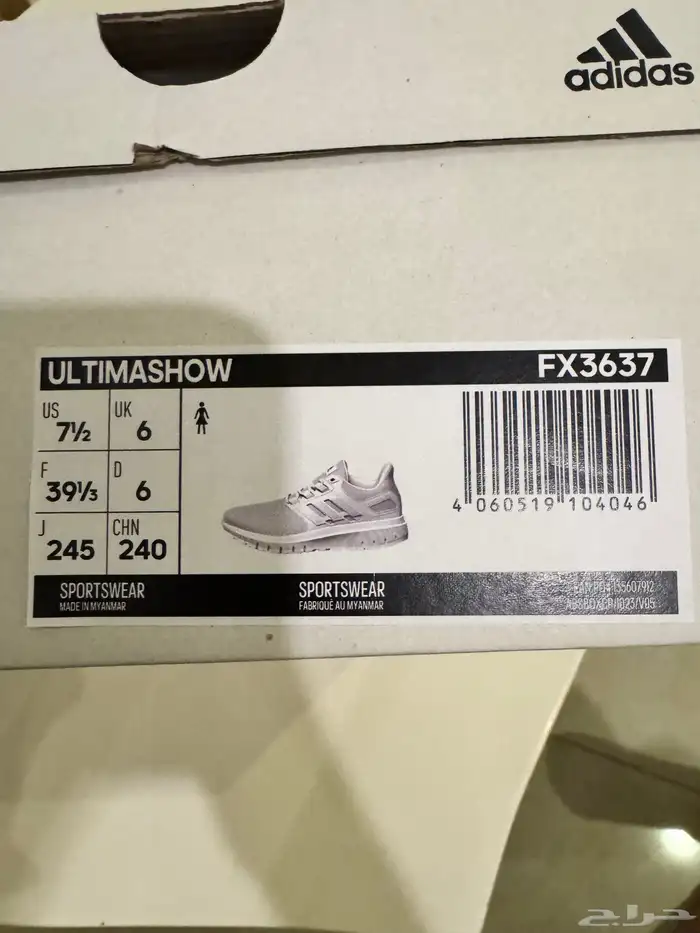 adidas
ULTIMASHOW FX3637
US UK
7½ 6
F D
39⅓ 6
J CHN
245 240
4 060519 104046
SPORTSWEAR
MADE IN MYANMAR
SPORTSWEAR
FABRIQUÉ AU MYANMAR
حراج